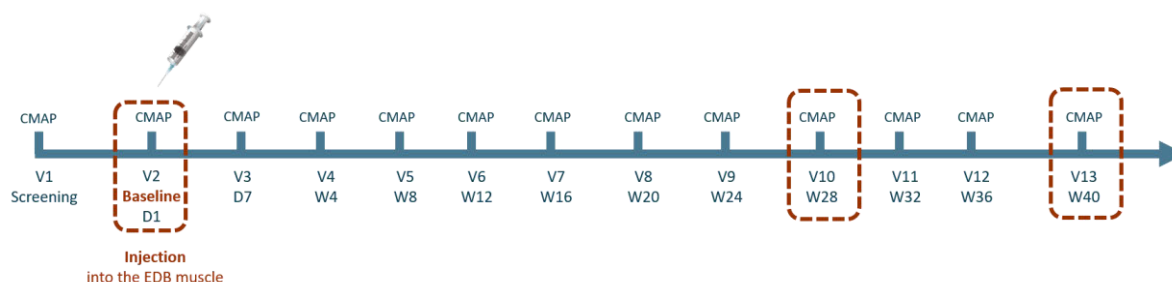 CMAP CMAP CMAP CMAP CMAP CMAP CMAP CMAP CMAP CMAP CMAP CMAP CMAP
V1 V2 V3 V4 V5 V6 V7 V8 V9 V10 V11 V12 V13
Screening Baseline D7 W4 W8 W12 W16 W20 W24 W28 W32 W36 W40
D1
Injection
into the EDB muscle